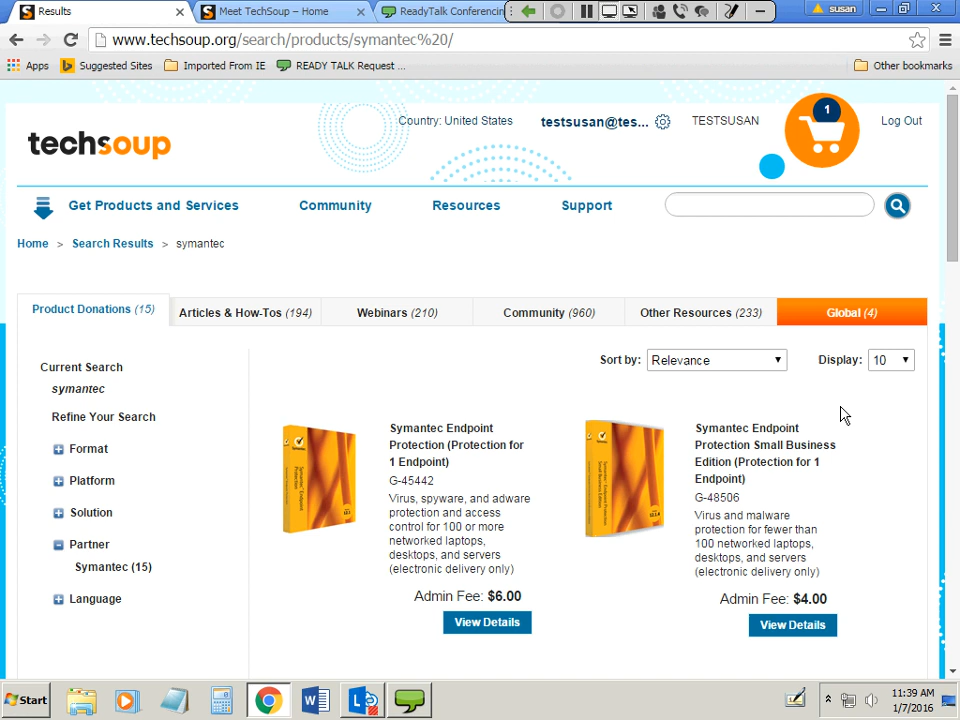 Results
Meet TechSoup – Home
ReadyTalk Conferencin
susan
www.techsoup.org/search/products/symantec%20/
Apps
Suggested Sites
Imported From IE
READY TALK Request ...
Other bookmarks
techsoup
Country: United States
testsusan@tes...
TESTSUSAN
1
Log Out
Get Products and Services
Community
Resources
Support
Home > Search Results > symantec
Product Donations (15)
Articles & How-Tos (194)
Webinars (210)
Community (960)
Other Resources (233)
Global (4)
Sort by: Relevance
Display: 10
Current Search
symantec
Refine Your Search
Format
Platform
Solution
Partner
Symantec (15)
Language
Symantec Endpoint
Protection (Protection for
1 Endpoint)
G-45442
Virus, spyware, and adware
protection and access
control for 100 or more
networked laptops,
desktops, and servers
(electronic delivery only)
Admin Fee: $6.00
View Details
Symantec Endpoint
Protection Small Business
Edition (Protection for 1
Endpoint)
G-48506
Virus and malware
protection for fewer than
100 networked laptops,
desktops, and servers
(electronic delivery only)
Admin Fee: $4.00
View Details
Start
11:39 AM
1/7/2016